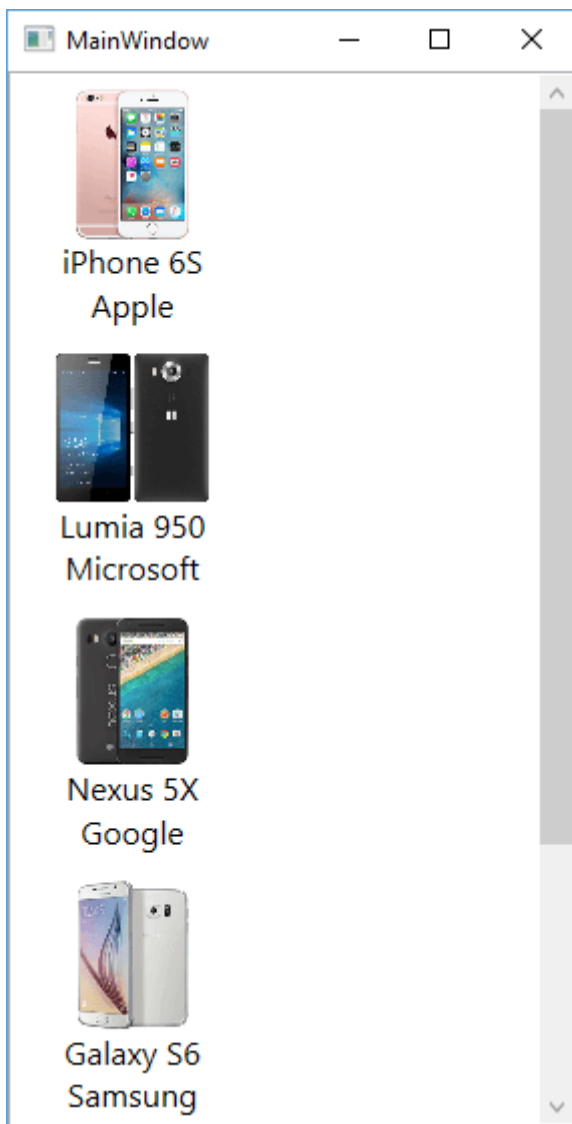 MainWindow
iPhone 6S
Apple
Lumia 950
Microsoft
Nexus 5X
Google
Galaxy S6
Samsung